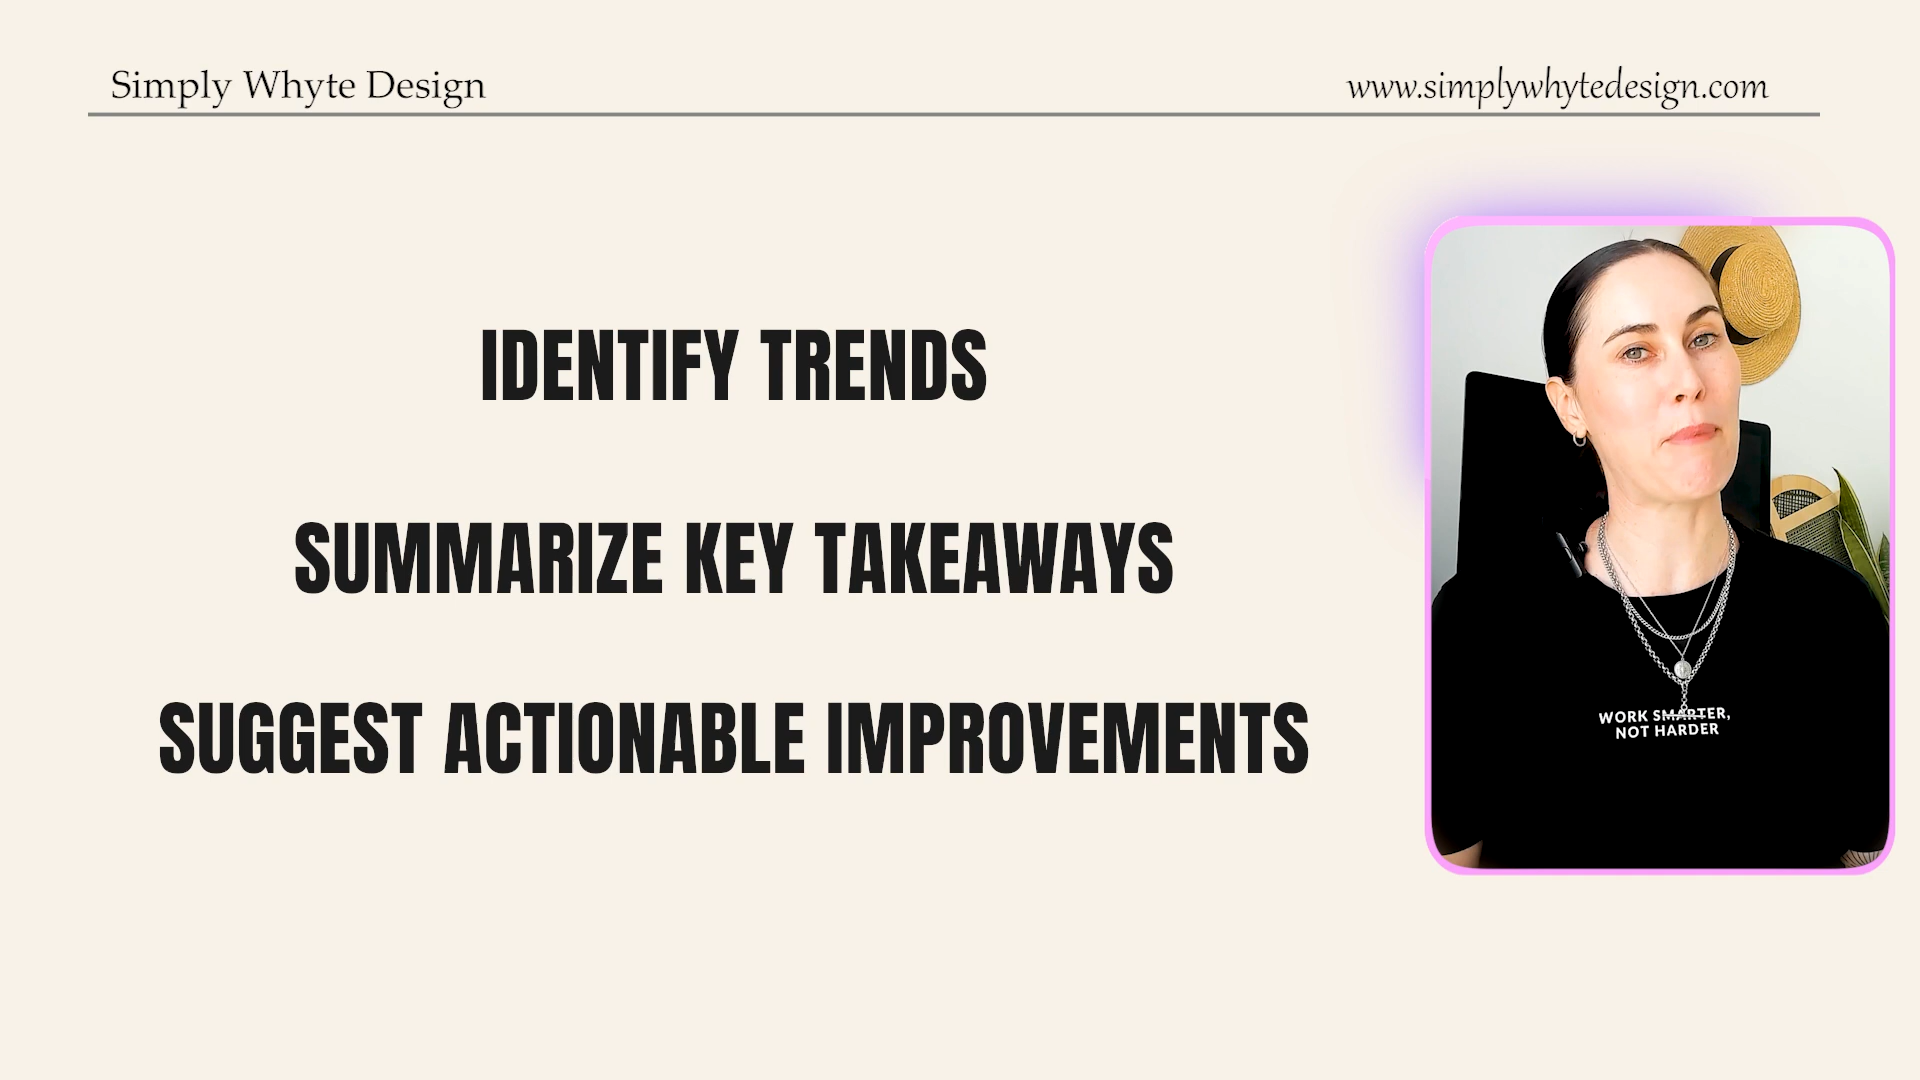 Simply Whyte Design
www.simplywhytedesign.com
IDENTIFY TRENDS
SUMMARIZE KEY TAKEAWAYS
SUGGEST ACTIONABLE IMPROVEMENTS
WORK SMARTER,
NOT HARDER